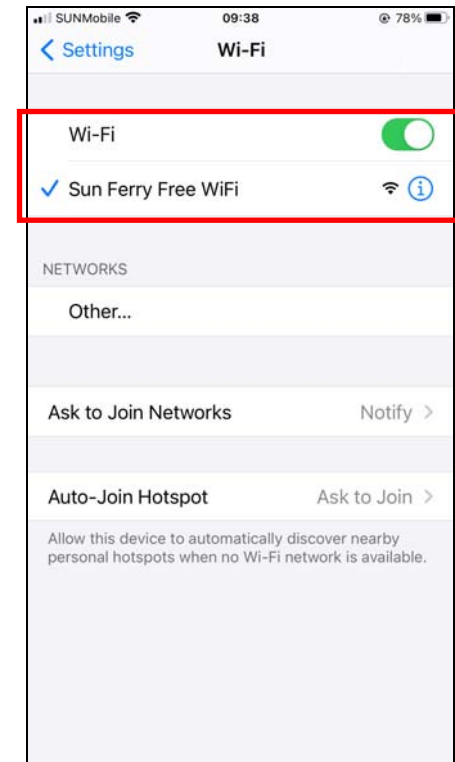 SUNMobile 09:38 78%
Settings Wi-Fi
Wi-Fi
Sun Ferry Free WiFi
NETWORKS
Other...
Ask to Join Networks Notify
Auto-Join Hotspot Ask to Join
Allow this device to automatically discover nearby
personal hotspots when no Wi-Fi network is available.